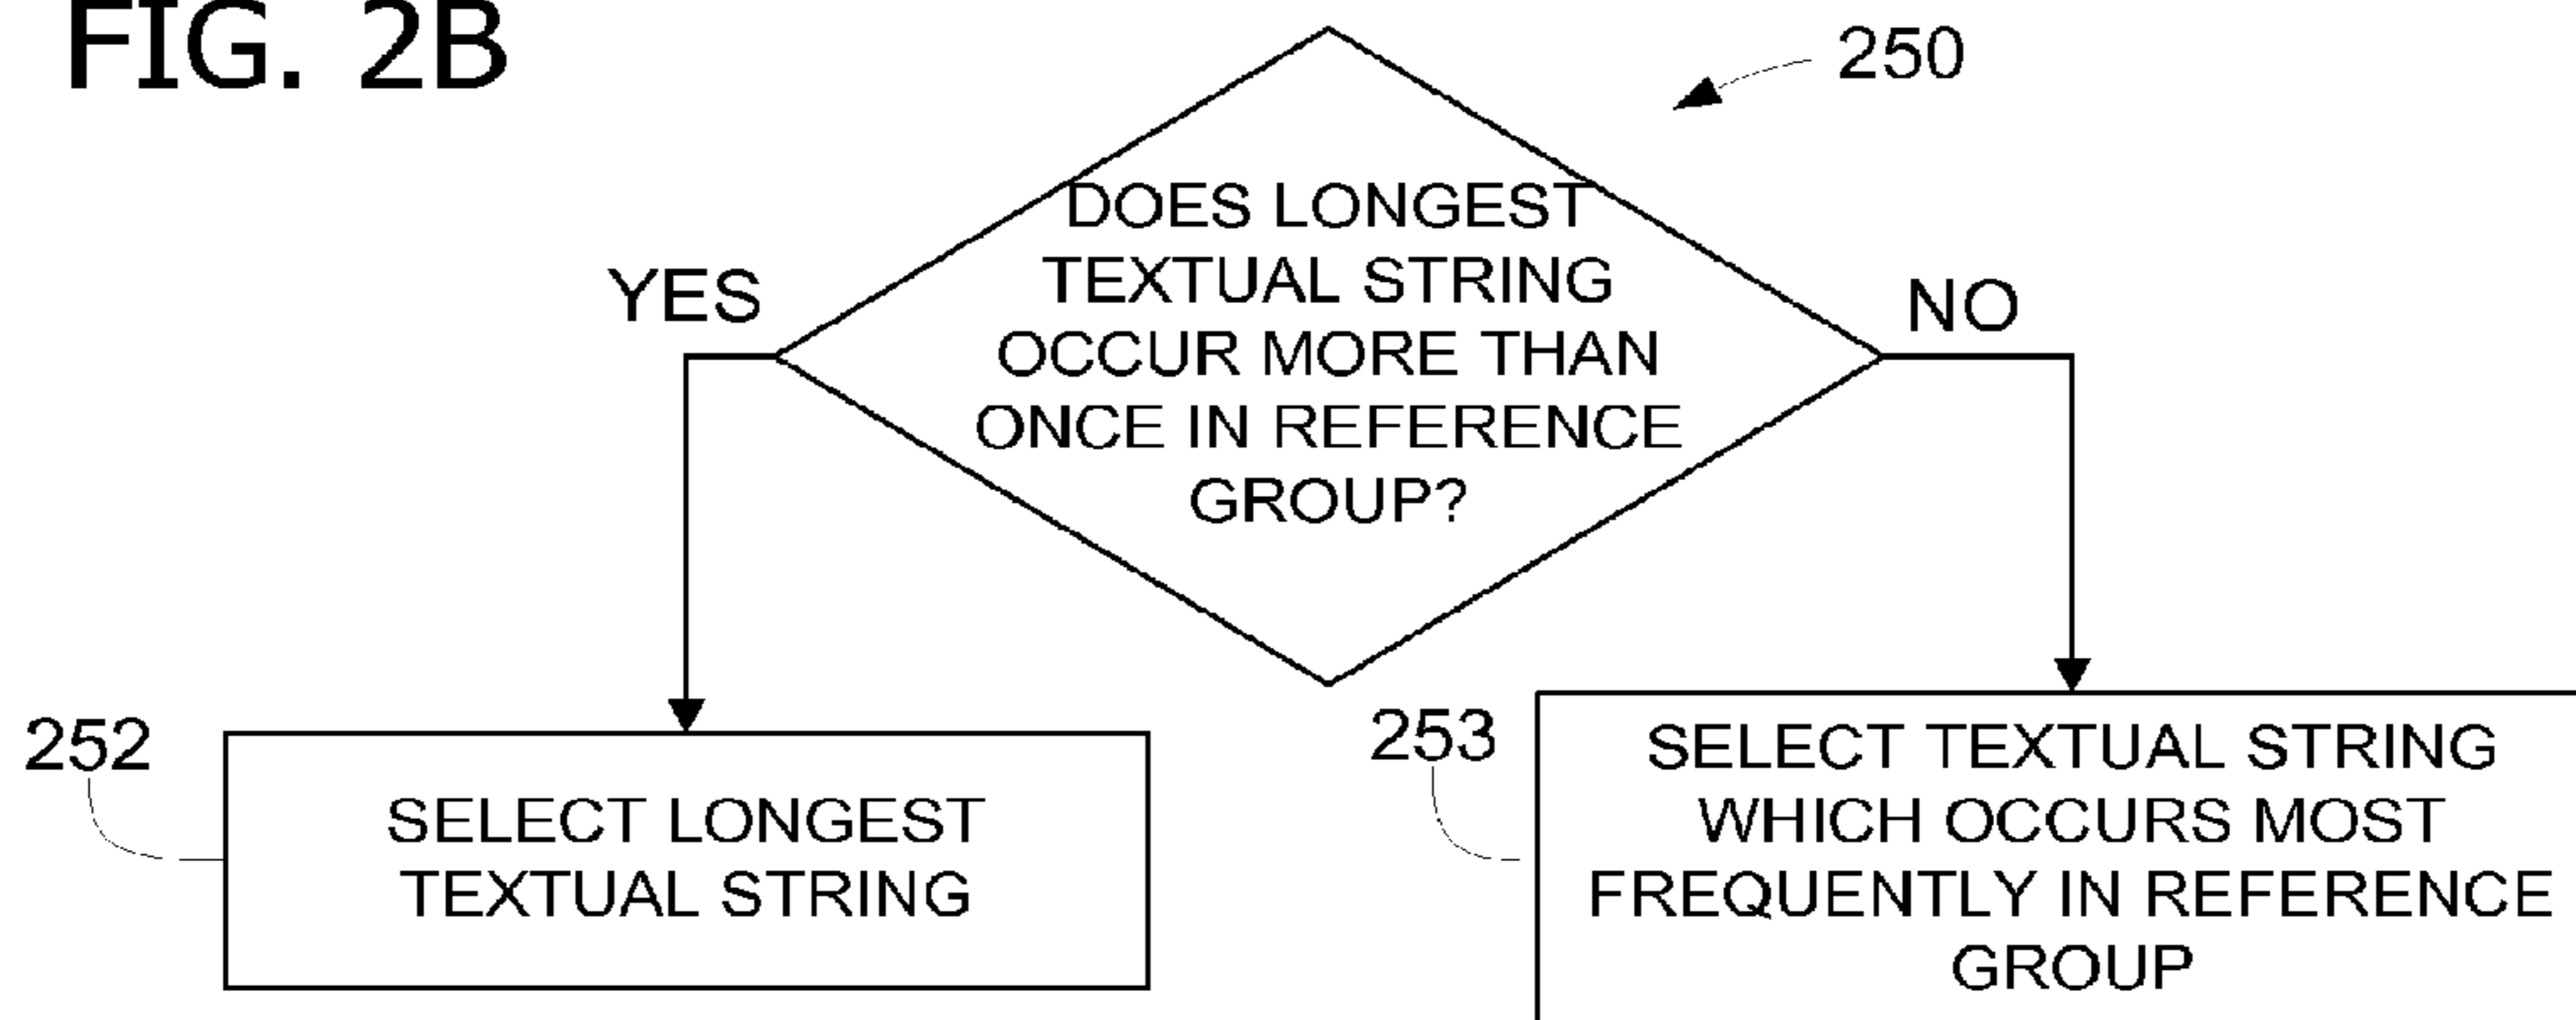 FIG. 2B
250
DOES LONGEST
TEXTUAL STRING
OCCUR MORE THAN
ONCE IN REFERENCE
GROUP?
YES
NO
252
SELECT LONGEST
TEXTUAL STRING
253
SELECT TEXTUAL STRING
WHICH OCCURS MOST
FREQUENTLY IN REFERENCE
GROUP